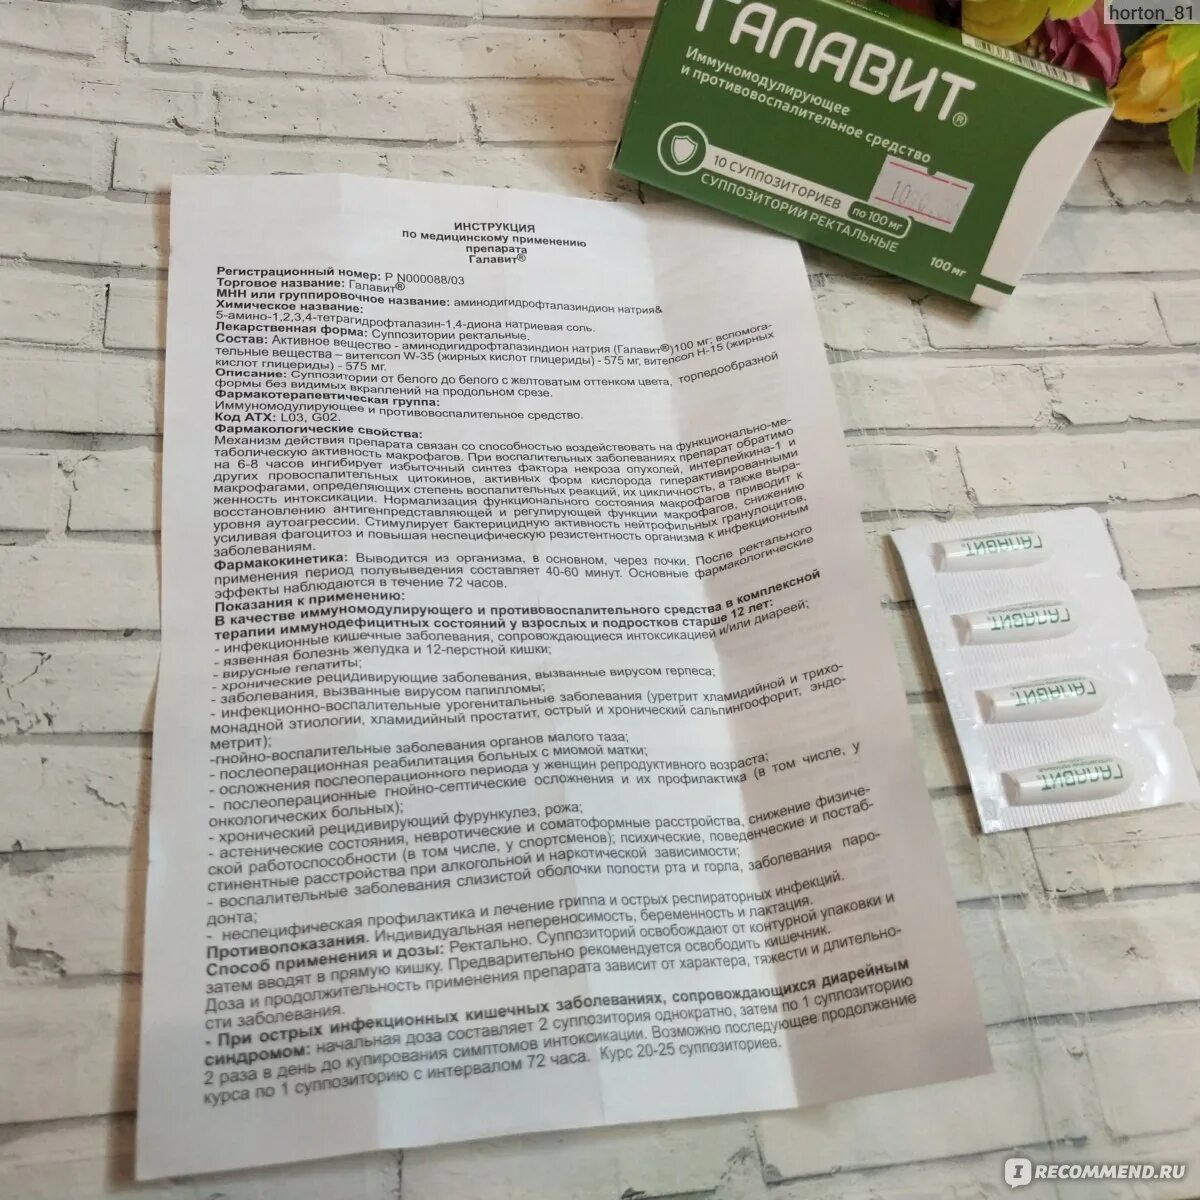 horton_81
ГАЛАВИТ®
Иммуномодулирующее
и противовоспалительное средство
10 СУППОЗИТОРИЕВ по 100 мг
СУППОЗИТОРИИ РЕКТАЛЬНЫЕ
100 мг
ИНСТРУКЦИЯ
по медицинскому применению
препарата
Галавит®
Регистрационный номер: Р N000088/03
Торговое название: Галавит®
МНН или группировочное название: аминодигидрофталазиндион натрия&
Химическое название:
5-амино-1,2,3,4-тетрагидрофталазин-1,4-диона натриевая соль.
Лекарственная форма: Суппозитории ректальные.
Состав: Активное вещество - аминодигидрофталазиндион натрия (Галавит®)100 мг; вспомога-
тельные вещества – витепсол W-35 (жирных кислот глицериды) - 575 мг, витепсол Н-15 (жирных
кислот глицериды) - 575 мг.
Описание: Суппозитории от белого до белого с желтоватым оттенком цвета, торпедообразной
формы без видимых вкраплений на продольном срезе.
Фармакотерапевтическая группа:
Иммуномодулирующее и противовоспалительное средство.
Код АТХ: L03, G02.
Фармакологические свойства:
Механизм действия препарата связан со способностью воздействовать на функционально-ме-
таболическую активность макрофагов. При воспалительных заболеваниях препарат обратимо
на 6-8 часов ингибирует избыточный синтез фактора некроза опухолей, интерлейкина-1 и
других провоспалительных цитокинов, активных форм кислорода гиперактивированными
макрофагами, определяющих степень воспалительных реакций, их цикличность, а также выра-
женность интоксикации. Нормализация функционального состояния макрофагов приводит к
восстановлению антигенпредставляющей и регулирующей функции макрофагов, снижению
уровня аутоагрессии. Стимулирует бактерицидную активность нейтрофильных гранулоцитов,
усиливая фагоцитоз и повышая неспецифическую резистентность организма к инфекционным
заболеваниям.
Фармакокинетика: Выводится из организма, в основном, через почки. После ректального
применения период полувыведения составляет 40-60 минут. Основные фармакологические
эффекты наблюдаются в течение 72 часов.
Показания к применению:
В качестве иммуномодулирующего и противовоспалительного средства в комплексной
терапии иммунодефицитных состояний у взрослых и подростков старше 12 лет:
- инфекционные кишечные заболевания, сопровождающиеся интоксикацией и/или диареей;
- язвенная болезнь желудка и 12-перстной кишки;
- вирусные гепатиты;
- хронические рецидивирующие заболевания, вызванные вирусом герпеса;
- заболевания, вызванные вирусом папилломы;
- инфекционно-воспалительные урогенитальные заболевания (уретрит хламидийной и трихо-
монадной этиологии, хламидийный простатит, острый и хронический сальпингоофорит, эндо-
метрит);
-гнойно-воспалительные заболевания органов малого таза;
- послеоперационная реабилитация больных с миомой матки;
- осложнения послеоперационного периода у женщин репродуктивного возраста;
- послеоперационные гнойно-септические осложнения и их профилактика (в том числе, у
онкологических больных);
- хронический рецидивирующий фурункулез, рожа;
- астенические состояния, невротические и соматоформные расстройства, снижение физиче-
ской работоспособности (в том числе, у спортсменов); психические, поведенческие и постаб-
стинентные расстройства при алкогольной и наркотической зависимости;
- воспалительные заболевания слизистой оболочки полости рта и горла, заболевания паро-
донта;
- неспецифическая профилактика и лечение гриппа и острых респираторных инфекций.
Противопоказания. Индивидуальная непереносимость, беременность и лактация.
Способ применения и дозы: Ректально. Суппозиторий освобождают от контурной упаковки и
затем вводят в прямую кишку. Предварительно рекомендуется освободить кишечник.
Доза и продолжительность применения препарата зависит от характера, тяжести и длительно-
сти заболевания.
- При острых инфекционных кишечных заболеваниях, сопровождающихся диарейным
синдромом: начальная доза составляет 2 суппозитория однократно, затем по 1 суппозиторию
2 раза в день до купирования симптомов интоксикации. Возможно последующее продолжение
курса по 1 суппозиторию с интервалом 72 часа. Курс 20-25 суппозиториев.
ГАЛАВИТ
ГАЛАВИТ
ГАЛАВИТ
ГАЛАВИТ
RECOMMEND.RU